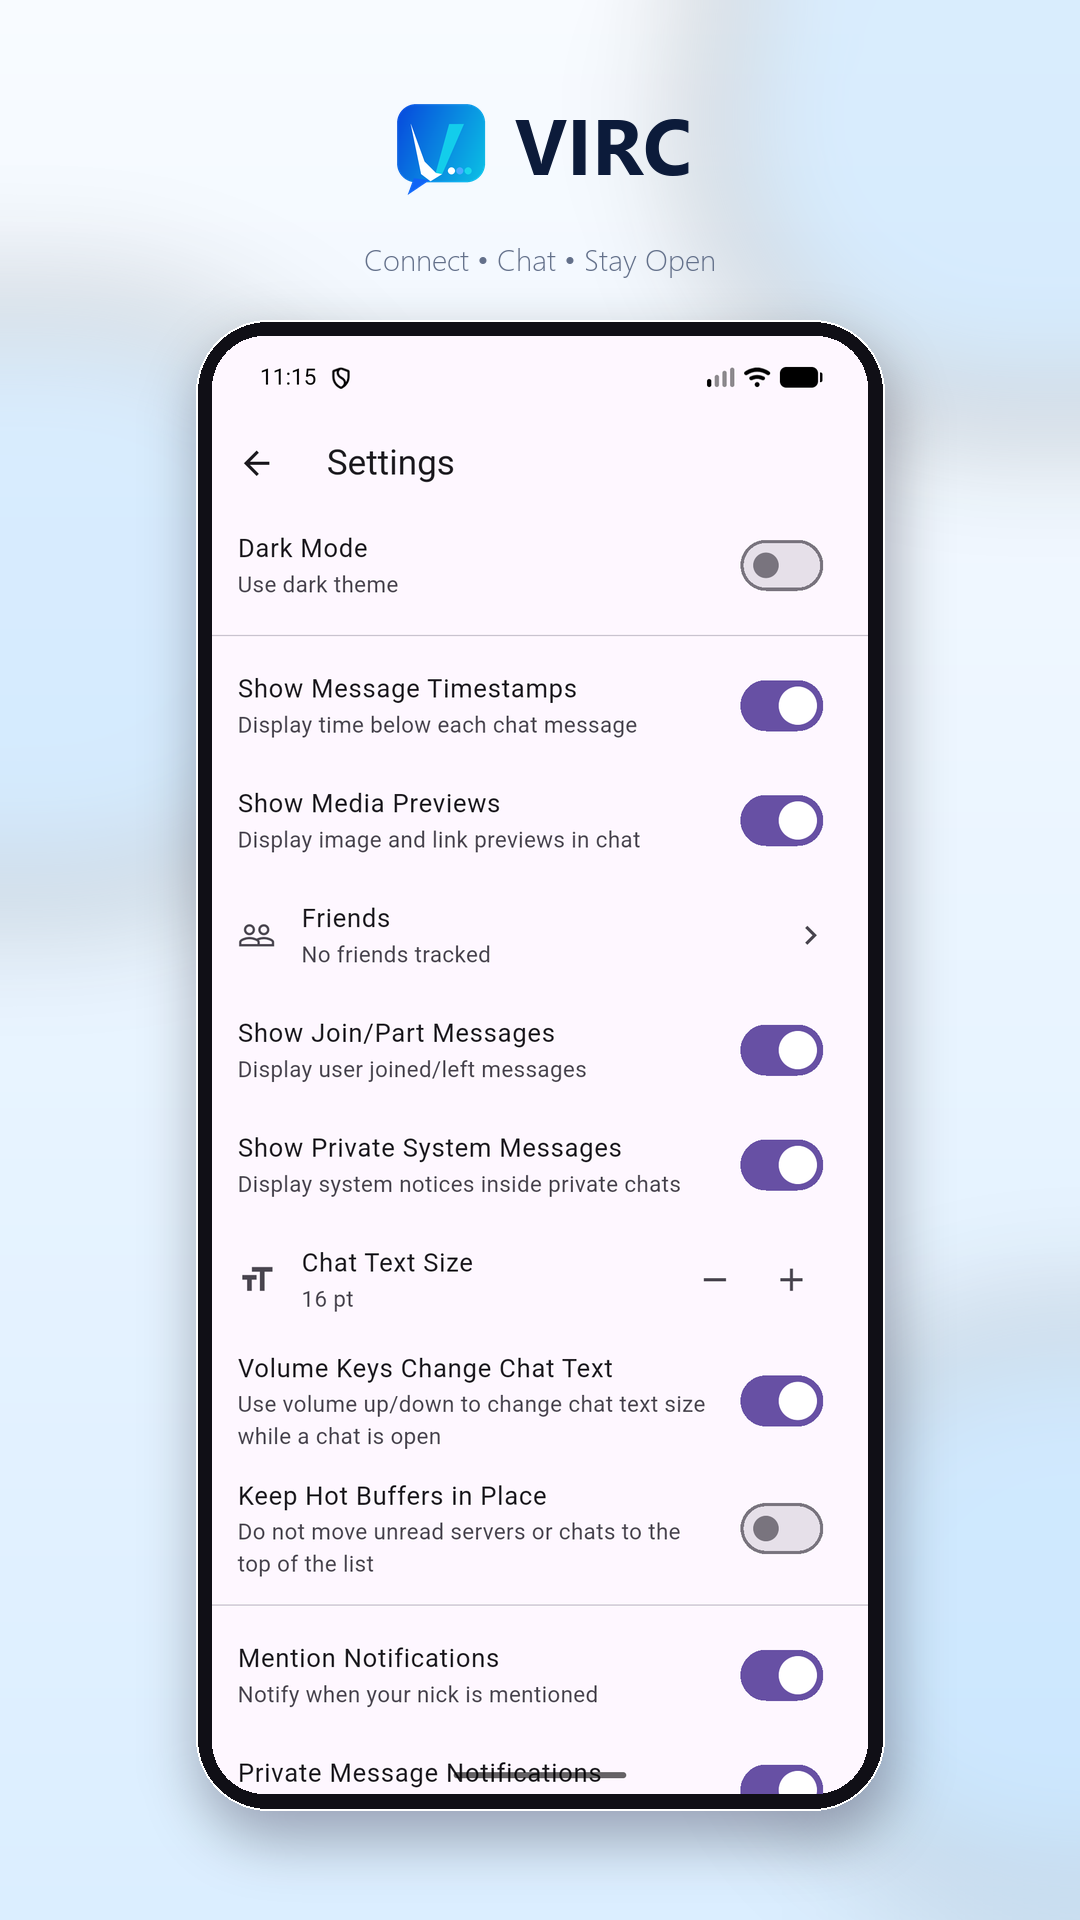 VIRC
Connect • Chat • Stay Open
11:15
Settings
Dark Mode
Use dark theme
Show Message Timestamps
Display time below each chat message
Show Media Previews
Display image and link previews in chat
Friends
No friends tracked
Show Join/Part Messages
Display user joined/left messages
Show Private System Messages
Display system notices inside private chats
Chat Text Size
16 pt
Volume Keys Change Chat Text
Use volume up/down to change chat text size
while a chat is open
Keep Hot Buffers in Place
Do not move unread servers or chats to the
top of the list
Mention Notifications
Notify when your nick is mentioned
Private Message Notifications